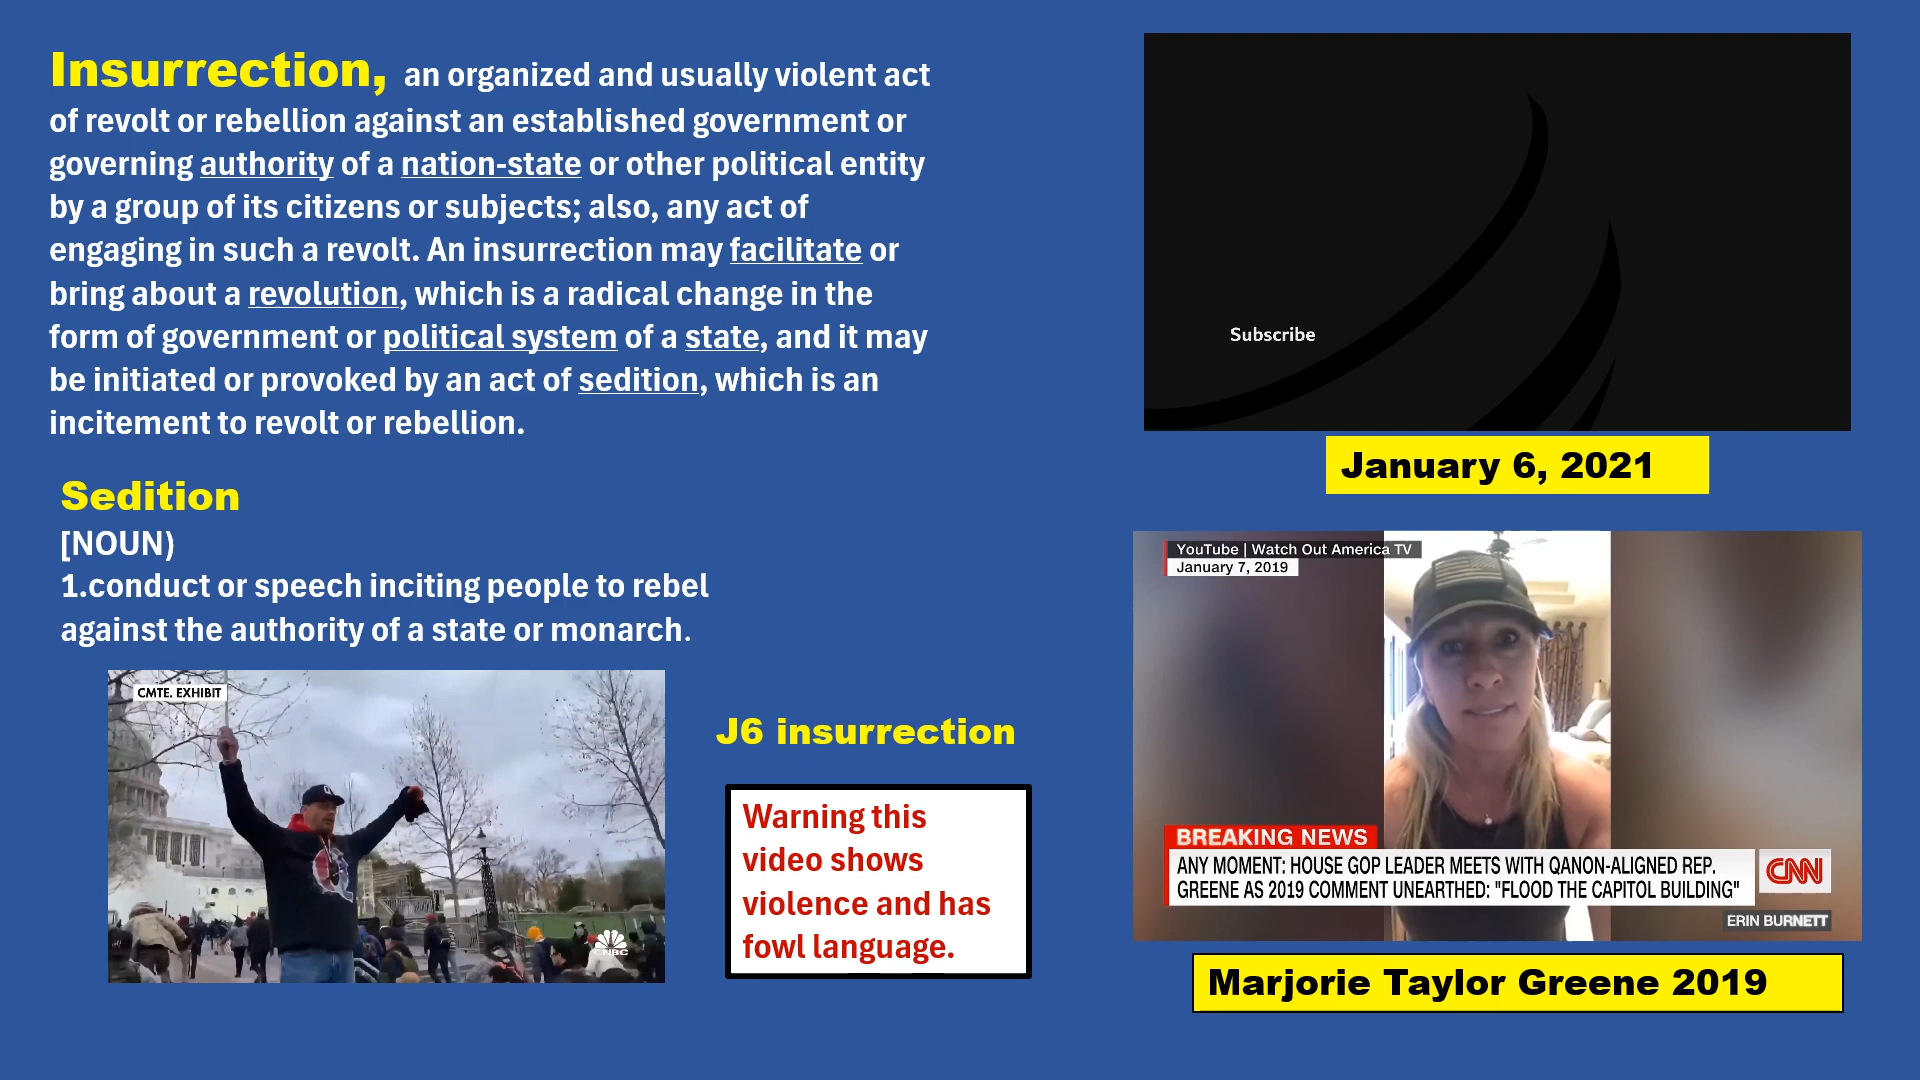 Insurrection, an organized and usually violent act
of revolt or rebellion against an established government or
governing authority of a nation-state or other political entity
by a group of its citizens or subjects; also, any act of
engaging in such a revolt. An insurrection may facilitate or
bring about a revolution, which is a radical change in the
form of government or political system of a state, and it may
be initiated or provoked by an act of sedition, which is an
incitement to revolt or rebellion.
Sedition
[NOUN)
1.conduct or speech inciting people to rebel
against the authority of a state or monarch.
CMTE. EXHIBIT
CNBC
J6 insurrection
Warning this
video shows
violence and has
fowl language.
Subscribe
January 6, 2021
YouTube | Watch Out America TV
January 7, 2019
BREAKING NEWS
ANY MOMENT: HOUSE GOP LEADER MEETS WITH QANON-ALIGNED REP.
GREENE AS 2019 COMMENT UNEARTHED: "FLOOD THE CAPITOL BUILDING"
CNN
ERIN BURNETT
Marjorie Taylor Greene 2019